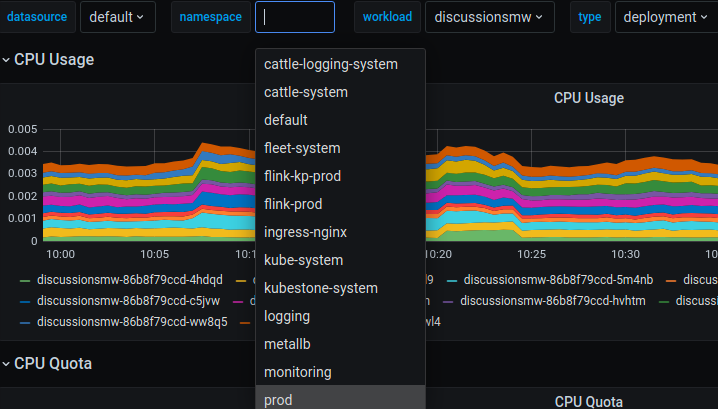 datasource default namespace workload discussionsmw type deployment
CPU Usage
CPU Usage
cattle-logging-system
cattle-system
default
fleet-system
flink-kp-prod
flink-prod
ingress-nginx
kube-system
kubestone-system
logging
metallb
monitoring
prod
0.005
0.004
0.003
0.002
0.001
0
10:00 10:05 10:1 0:20 10:25 10:30 10
discussionsmw-86b8f79ccd-4hdqd d 9 discussionsmw-86b8f79ccd-5m4nb discus
discussionsmw-86b8f79ccd-c5jvw d discussionsmw-86b8f79ccd-hvhtm discussi
discussionsmw-86b8f79ccd-ww8q5 wl4
CPU Quota
CPU Quota